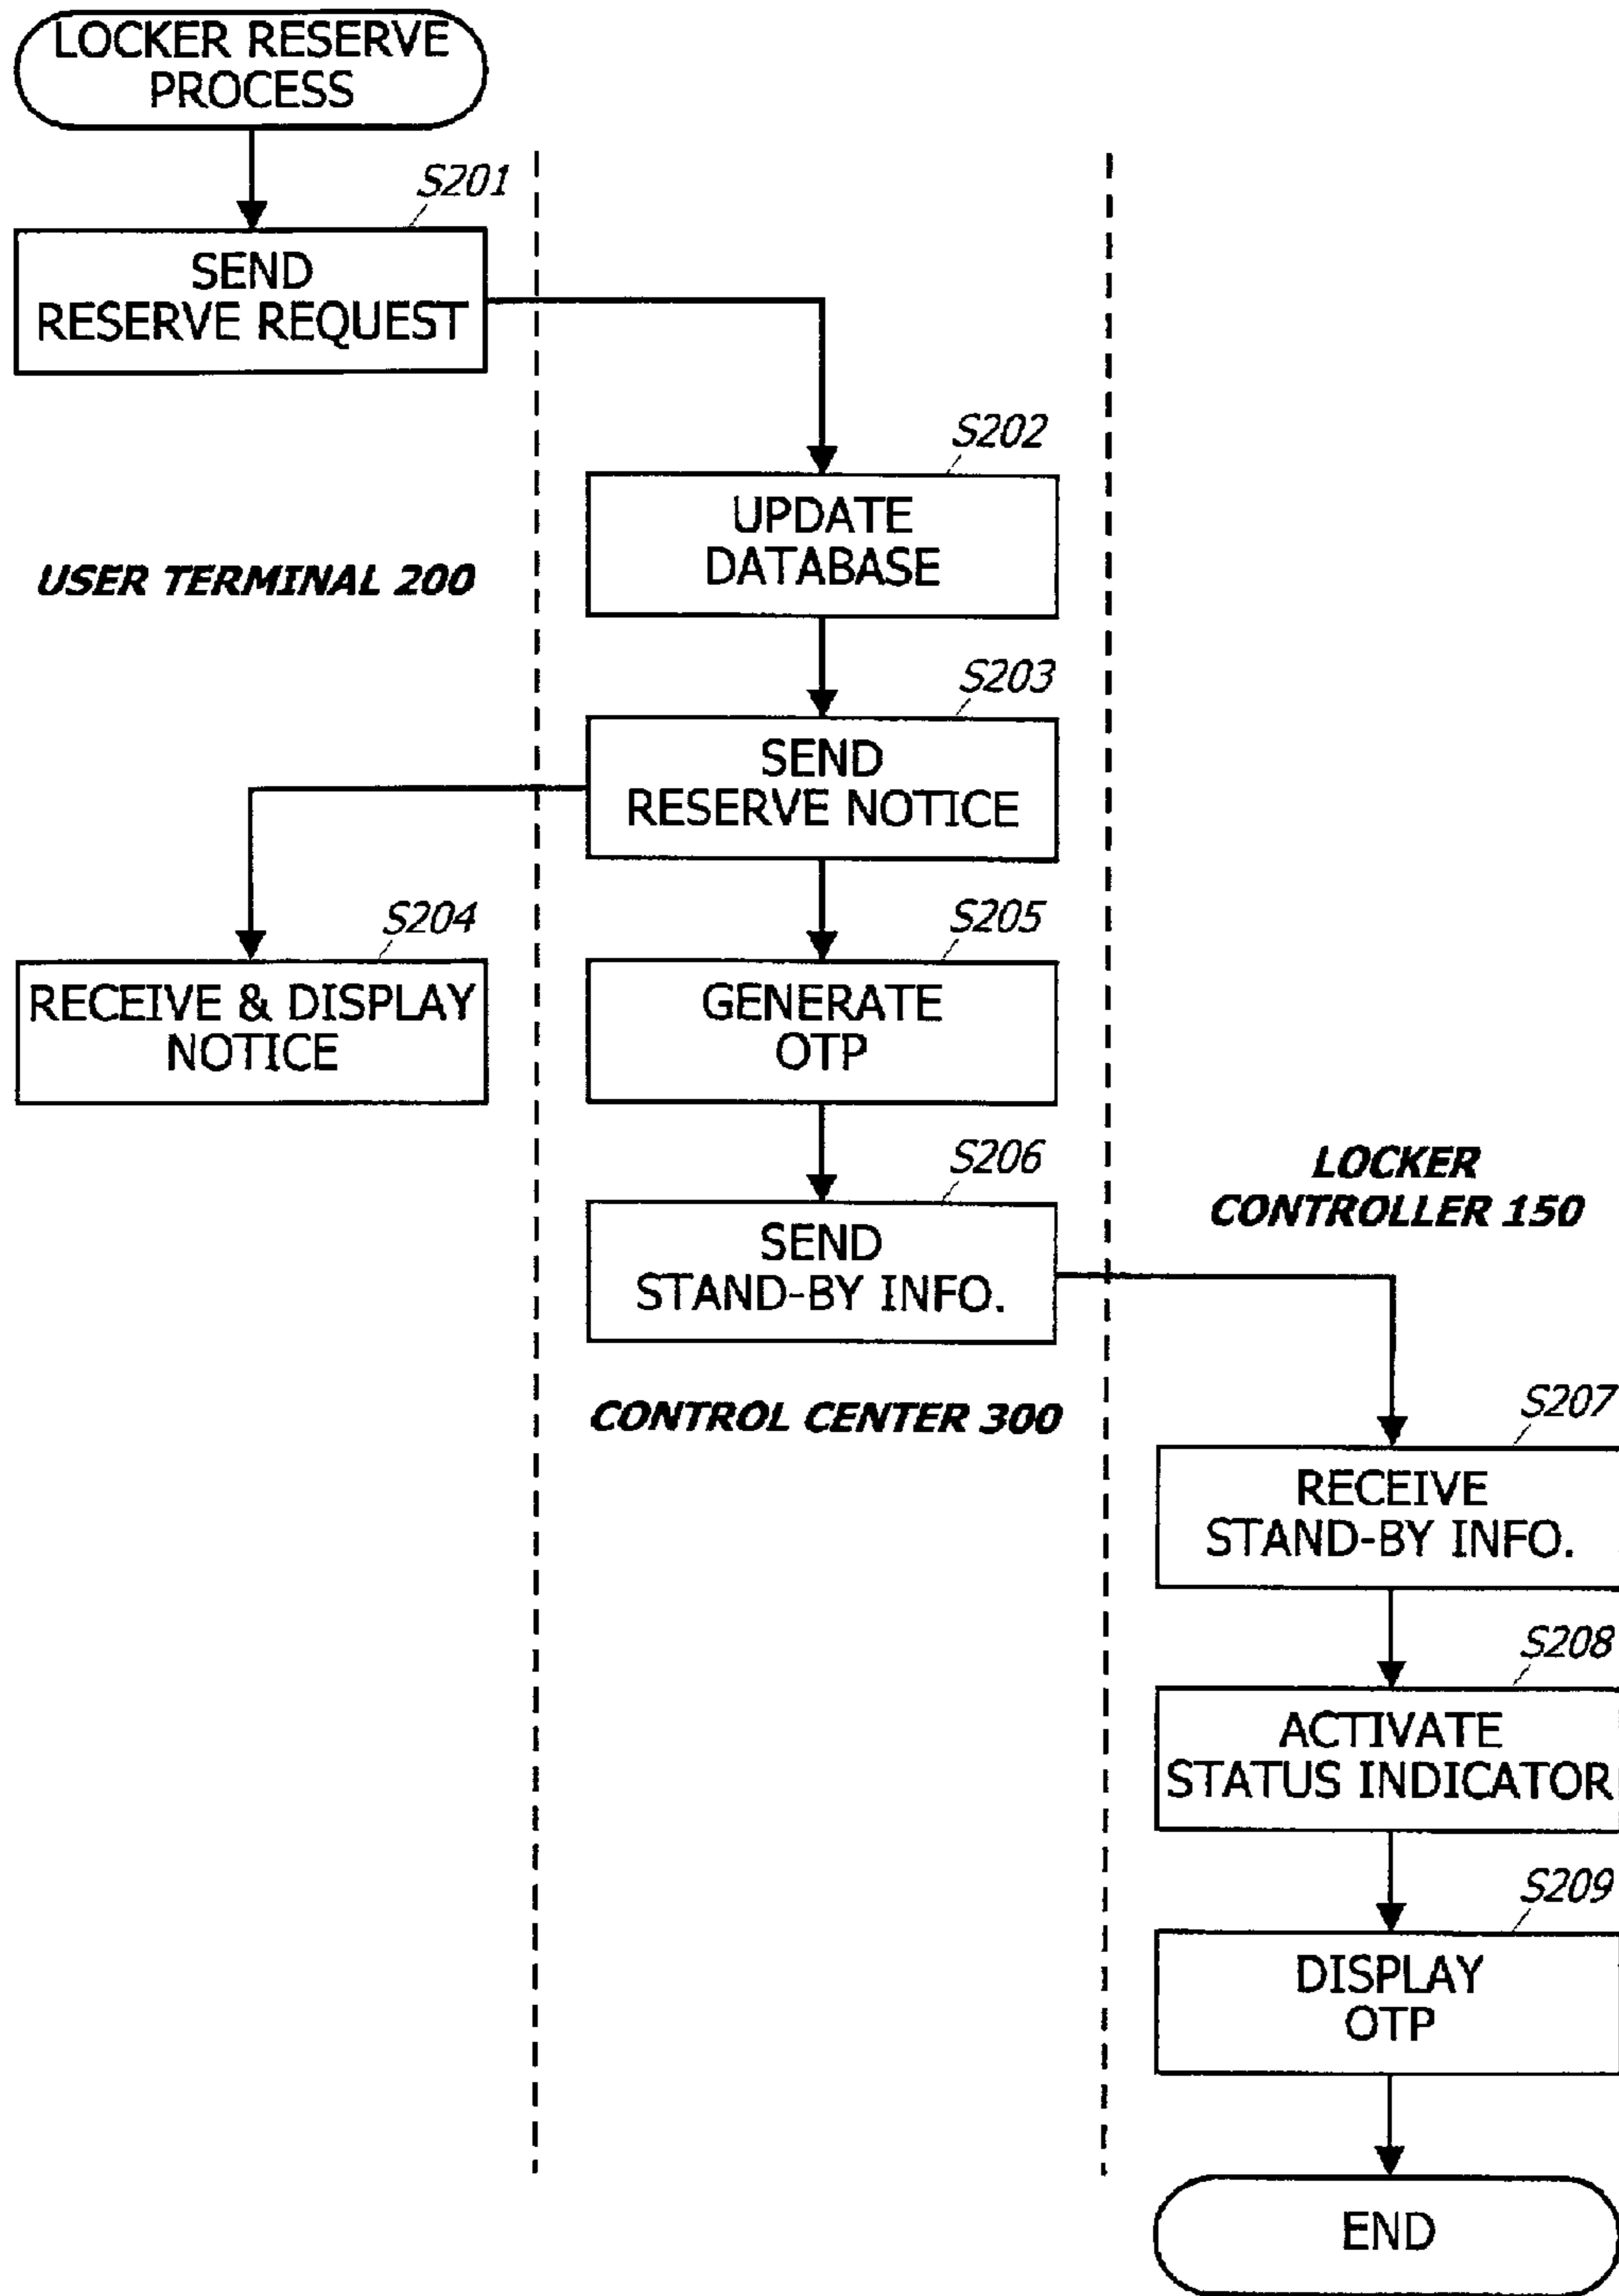 LOCKER RESERVE
PROCESS
S201
SEND
RESERVE REQUEST
S202
UPDATE
DATABASE
USER TERMINAL 200
S203
SEND
RESERVE NOTICE
S204
RECEIVE & DISPLAY
NOTICE
S205
GENERATE
OTP
S206
SEND
STAND-BY INFO.
LOCKER
CONTROLLER 150
CONTROL CENTER 300
S207
RECEIVE
STAND-BY INFO.
S208
ACTIVATE
STATUS INDICATOR
S209
DISPLAY
OTP
END